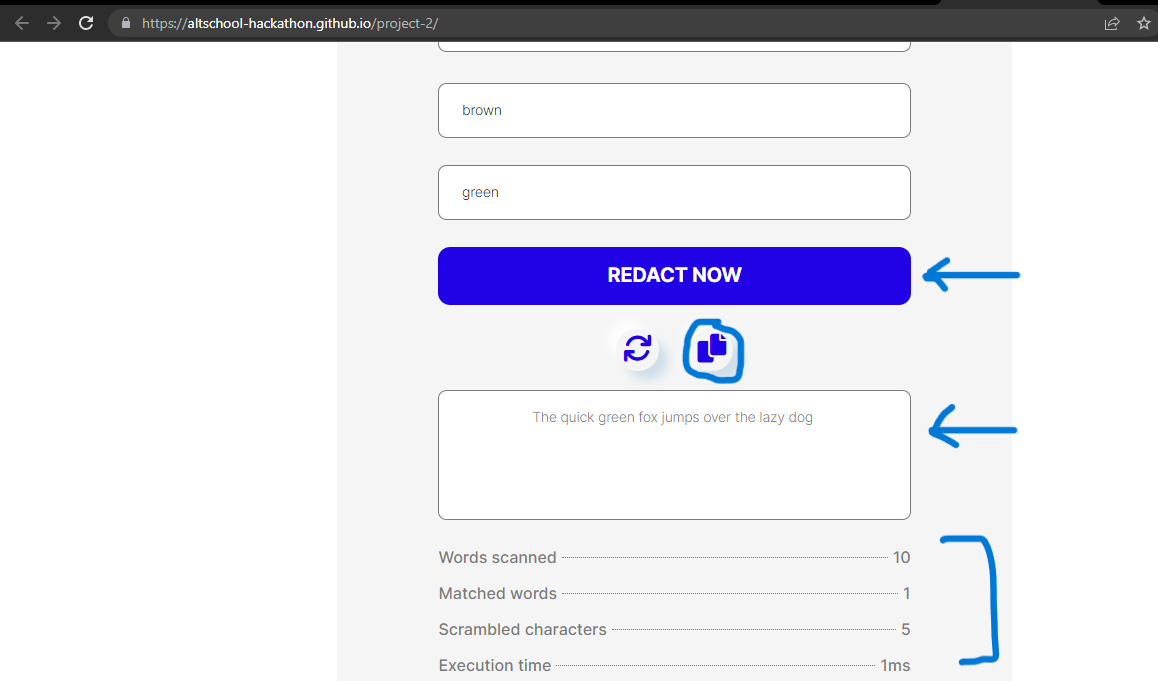 https://altschool-hackathon.github.io/project-2/
brown
green
REDACT NOW
The quick green fox jumps over the lazy dog
Words scanned 10
Matched words 1
Scrambled characters 5
Execution time 1ms